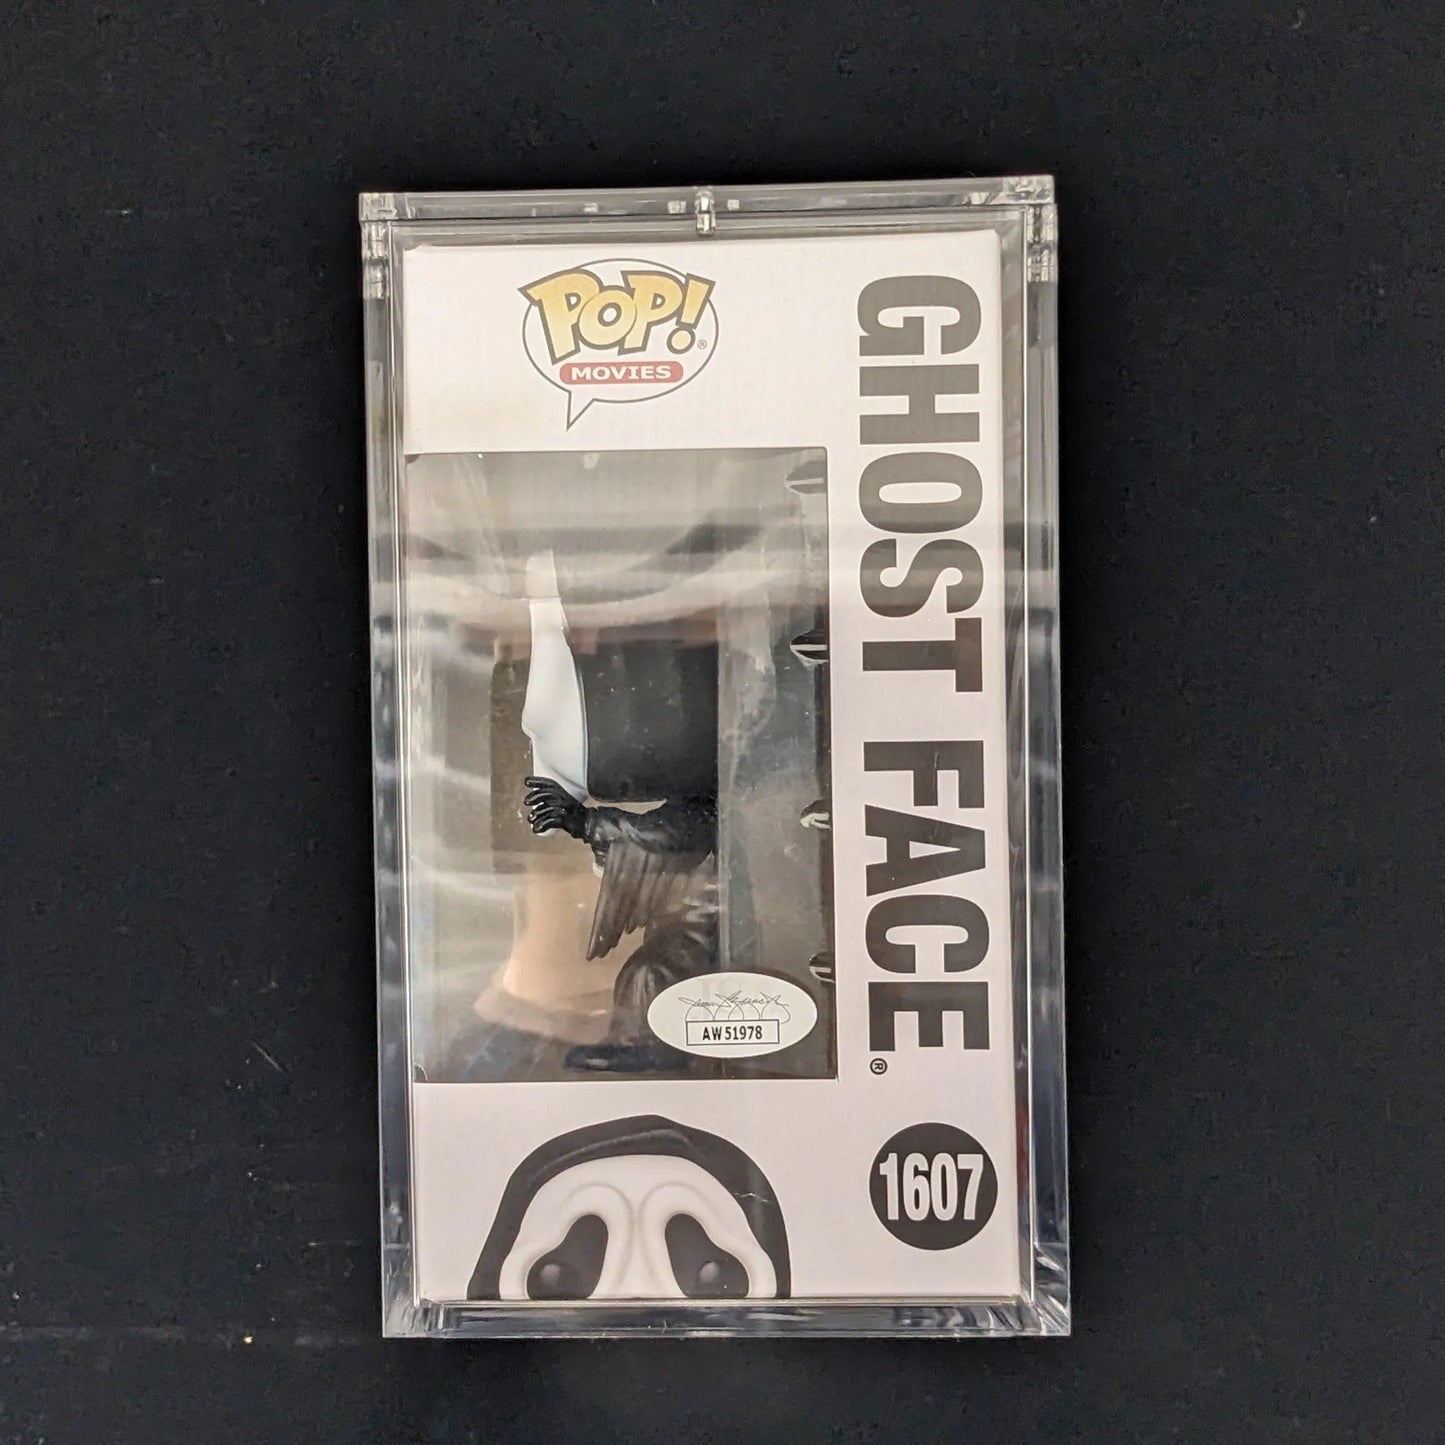 POP!®
MOVIES
GHOST FACE®
AW51978
1607